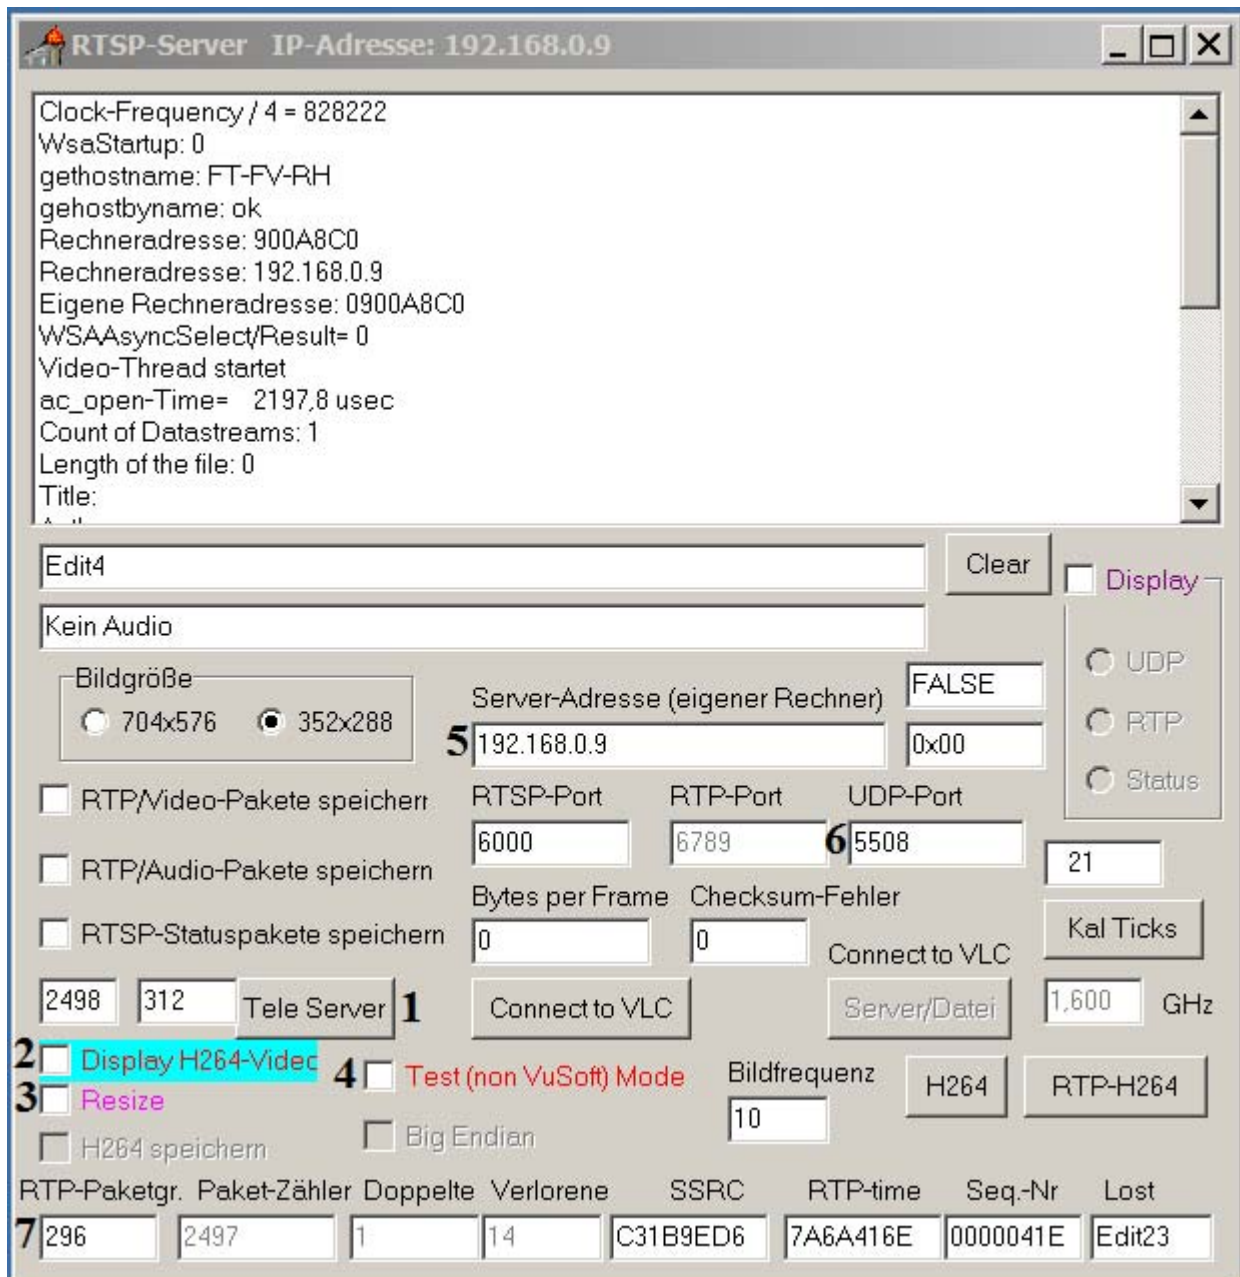 RTSP-Server IP-Adresse: 192.168.0.9
Clock-Frequency / 4 = 828222
WsaStartup: 0
gethostname: FT-FV-RH
gehostbyname: ok
Rechneradresse: 900A8C0
Rechneradresse: 192.168.0.9
Eigene Rechneradresse: 0900A8C0
WSAAsyncSelect/Result= 0
Video-Thread startet
ac_open-Time= 2197,8 usec
Count of Datastreams: 1
Length of the file: 0
Title:
Edit4
Clear
Display
Kein Audio
UDP
RTP
Status
Bildgröße
704x576 352x288
Server-Adresse (eigener Rechner)
FALSE
5 192.168.0.9
0x00
RTP/Video-Pakete speichern
RTSP-Port RTP-Port UDP-Port
6000 6789 6 5508
RTP/Audio-Pakete speichern
21
Bytes per Frame Checksum-Fehler
RTSP-Statuspakete speichern
0 0
Kal Ticks
Connect to VLC
2498 312 Tele Server 1
Connect to VLC
Server/Datei
1,600 GHz
2 Display H264-Video
4 Test (non VuSoft) Mode
Bildfrequenz
H264
RTP-H264
3 Resize
10
H264 speichern
Big Endian
RTP-Paketgr. Paket-Zähler Doppelte Verlorene SSRC RTP-time Seq.-Nr Lost
7 296 2497 1 14 C31B9ED6 7A6A416E 0000041E Edit23